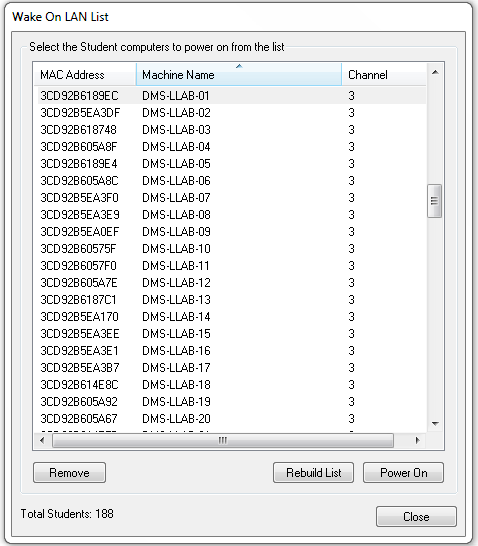 Wake On LAN List
Select the Student computers to power on from the list
MAC Address Machine Name Channel
3CD92B6189EC DMS-LLAB-01 3
3CD92B5EA3DF DMS-LLAB-02 3
3CD92B618748 DMS-LLAB-03 3
3CD92B605A8F DMS-LLAB-04 3
3CD92B6189E4 DMS-LLAB-05 3
3CD92B605A8C DMS-LLAB-06 3
3CD92B5EA3F0 DMS-LLAB-07 3
3CD92B5EA3E9 DMS-LLAB-08 3
3CD92B5EA0EF DMS-LLAB-09 3
3CD92B60575F DMS-LLAB-10 3
3CD92B6057F0 DMS-LLAB-11 3
3CD92B605A7E DMS-LLAB-12 3
3CD92B6187C1 DMS-LLAB-13 3
3CD92B5EA170 DMS-LLAB-14 3
3CD92B5EA3EE DMS-LLAB-15 3
3CD92B5EA3E1 DMS-LLAB-16 3
3CD92B5EA3B7 DMS-LLAB-17 3
3CD92B614E8C DMS-LLAB-18 3
3CD92B605A92 DMS-LLAB-19 3
3CD92B605A67 DMS-LLAB-20 3
Remove Rebuild List Power On
Total Students: 188
Close